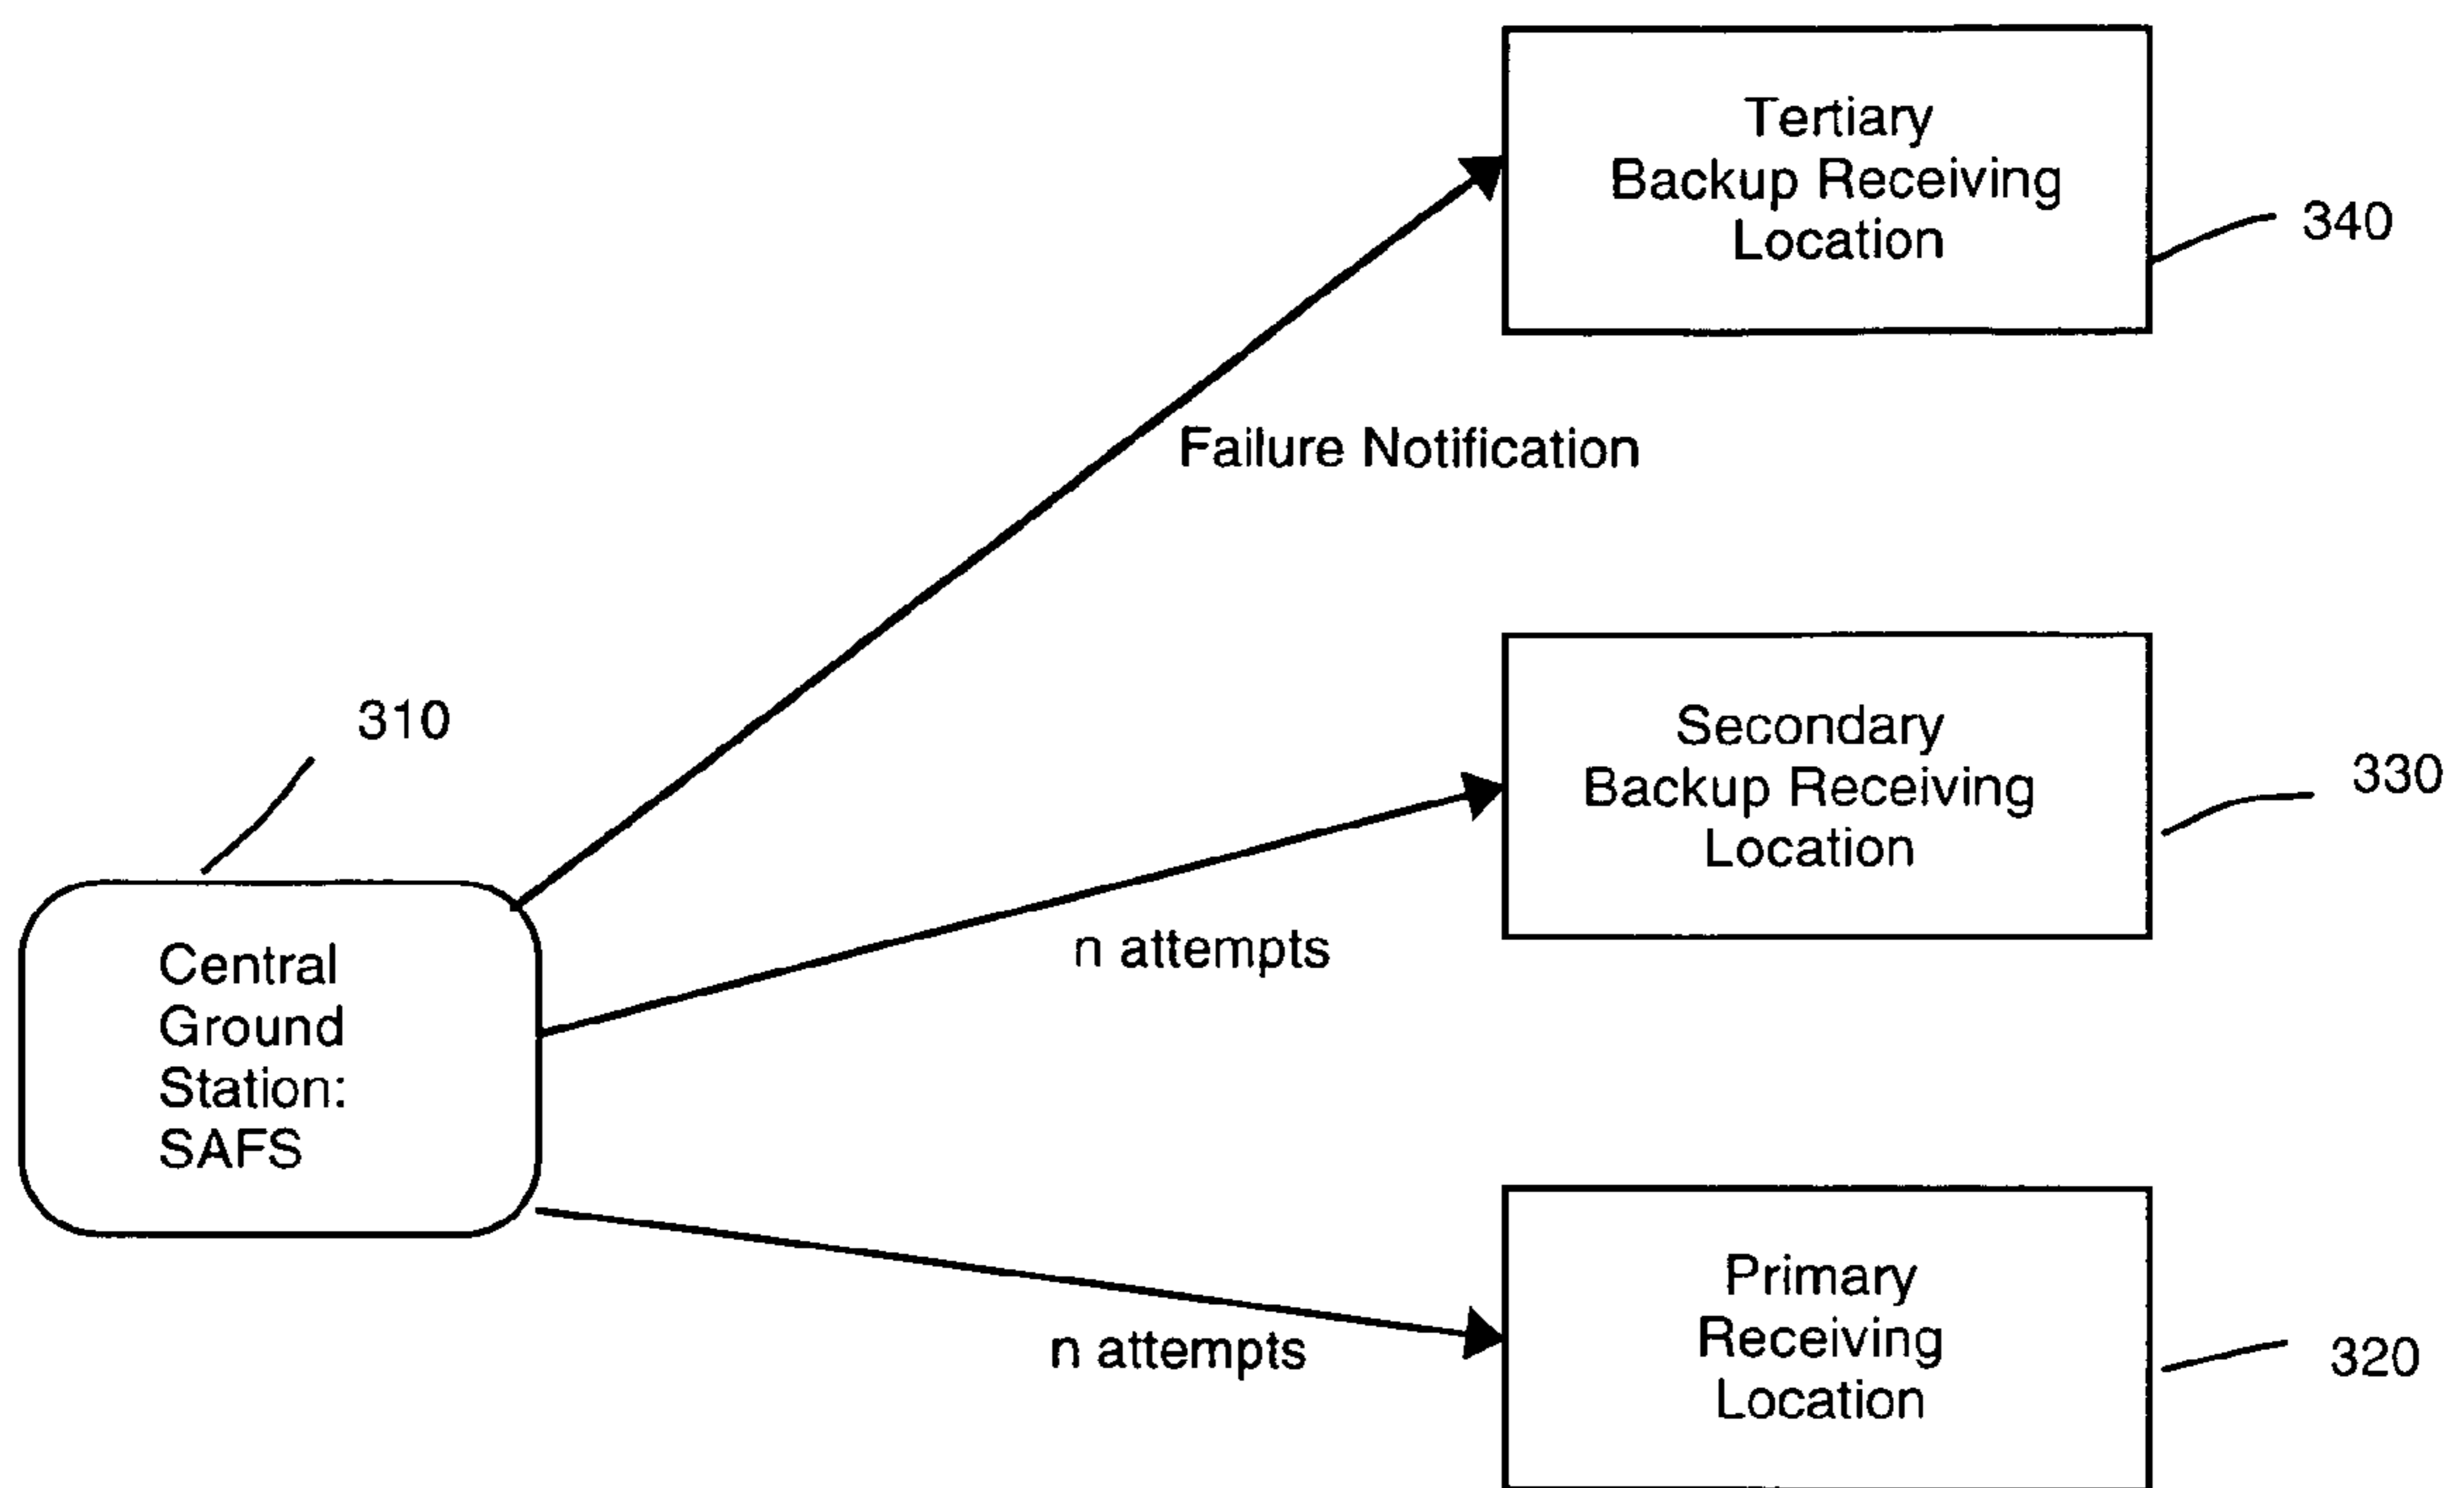 Tertiary
Backup Receiving
Location
340
Failure Notification
310
Secondary
Backup Receiving
Location
330
n attempts
Central
Ground
Station:
SAFS
Primary
Receiving
Location
320
n attempts